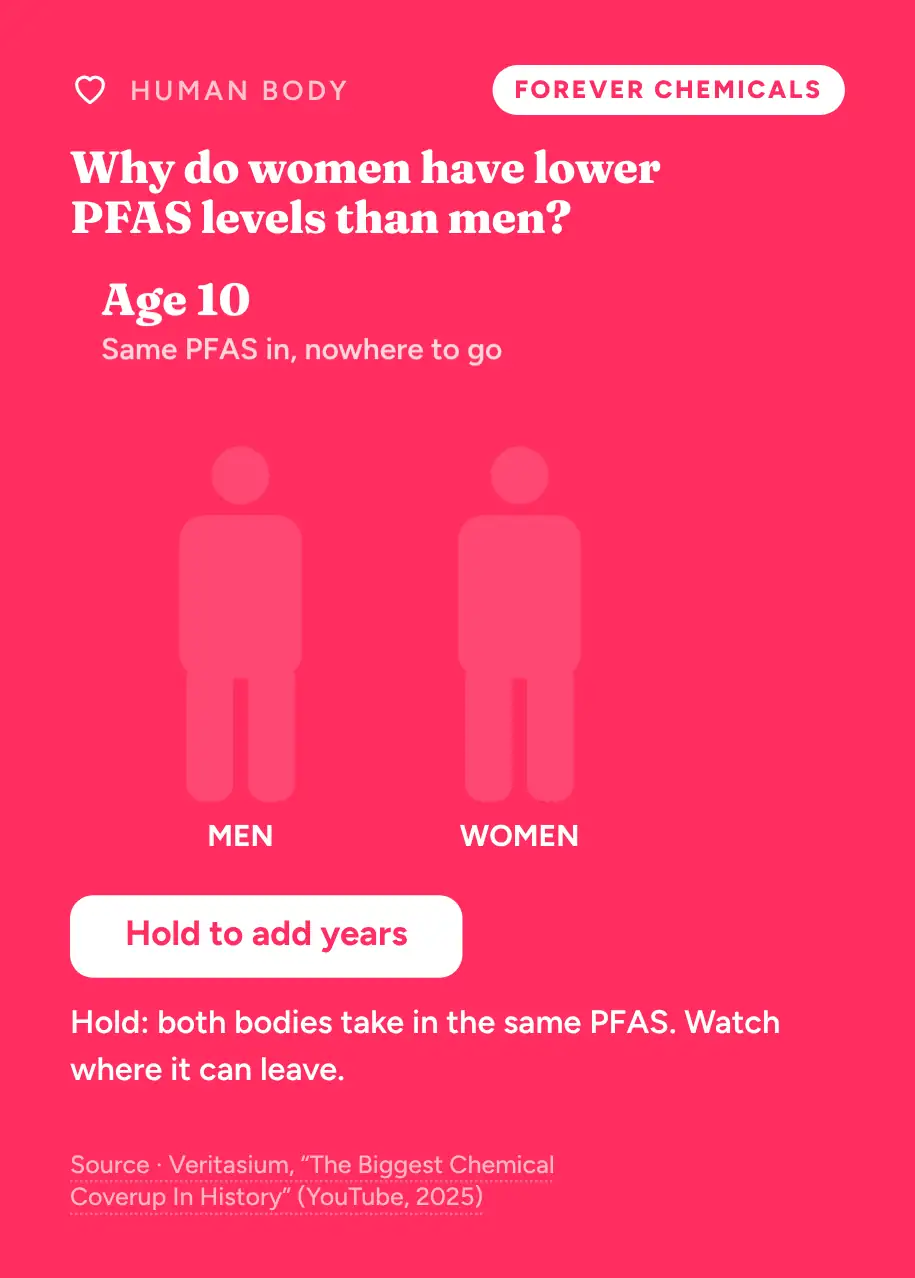 HUMAN BODY
FOREVER CHEMICALS
Why do women have lower
PFAS levels than men?
Age 10
Same PFAS in, nowhere to go
MEN
WOMEN
Hold to add years
Hold: both bodies take in the same PFAS. Watch
where it can leave.
Source · Veritasium, “The Biggest Chemical
Coverup In History” (YouTube, 2025)